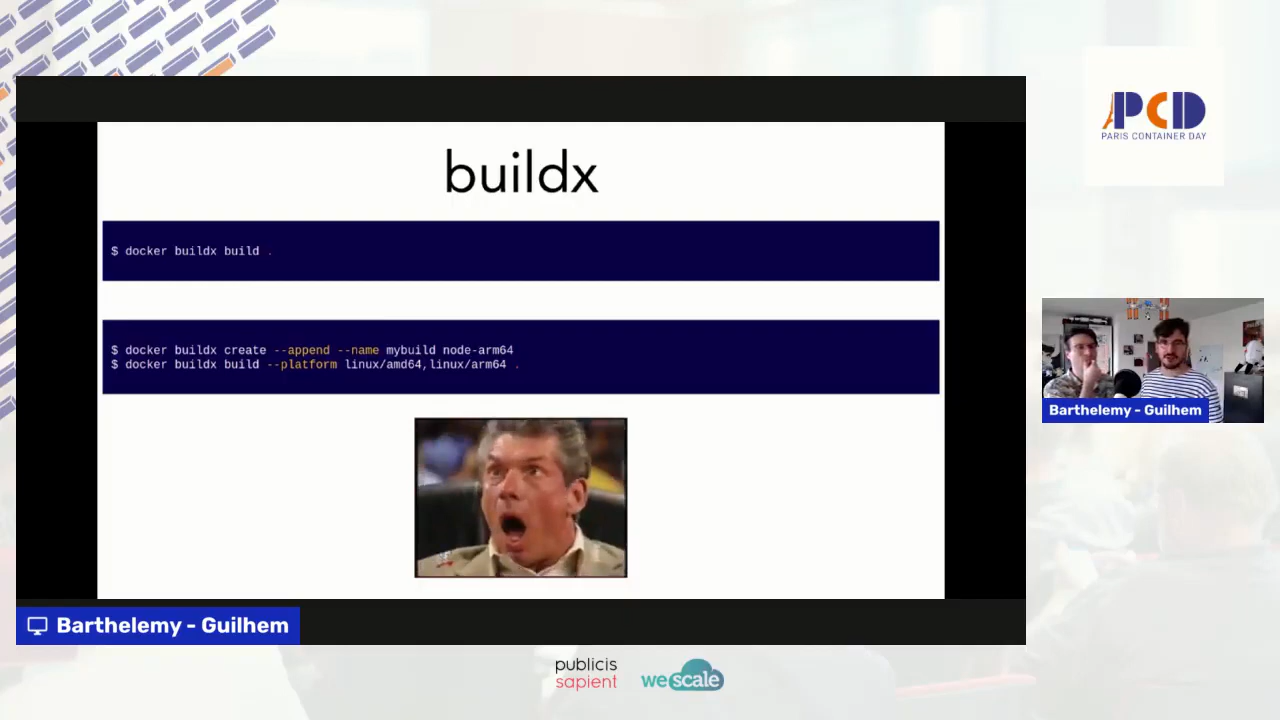 PCD
PARIS CONTAINER DAY
buildx
$ docker buildx build .
$ docker buildx create --append --name mybuild node-arm64
$ docker buildx build --platform linux/amd64,linux/arm64 .
Barthelemy - Guilhem
Barthelemy - Guilhem
publicis
sapient
wescale